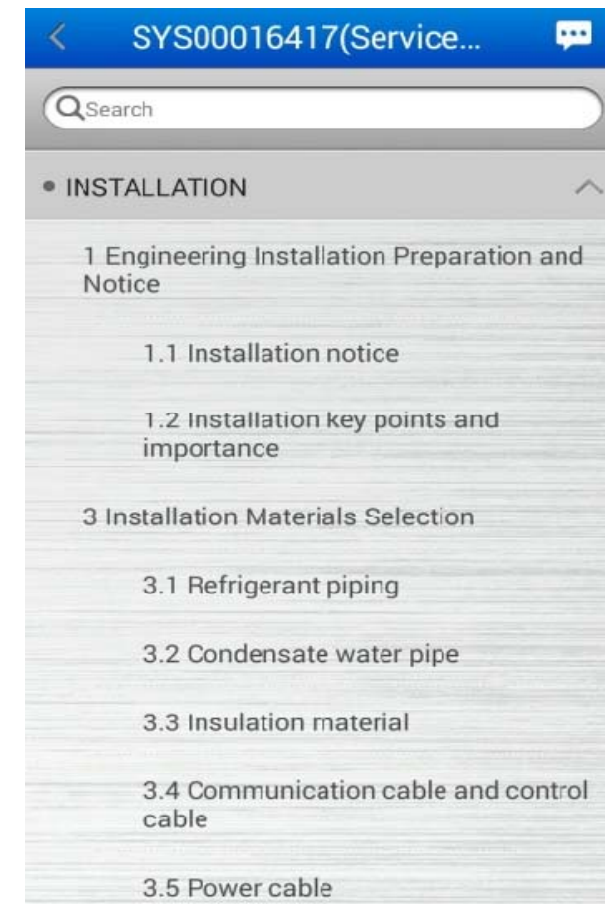 SYS00016417(Service...
Search
INSTALLATION
1 Engineering Installation Preparation and
Notice
1.1 Installation notice
1.2 Installation key points and
importance
3 Installation Materials Selection
3.1 Refrigerant piping
3.2 Condensate water pipe
3.3 Insulation material
3.4 Communication cable and control
cable
3.5 Power cable